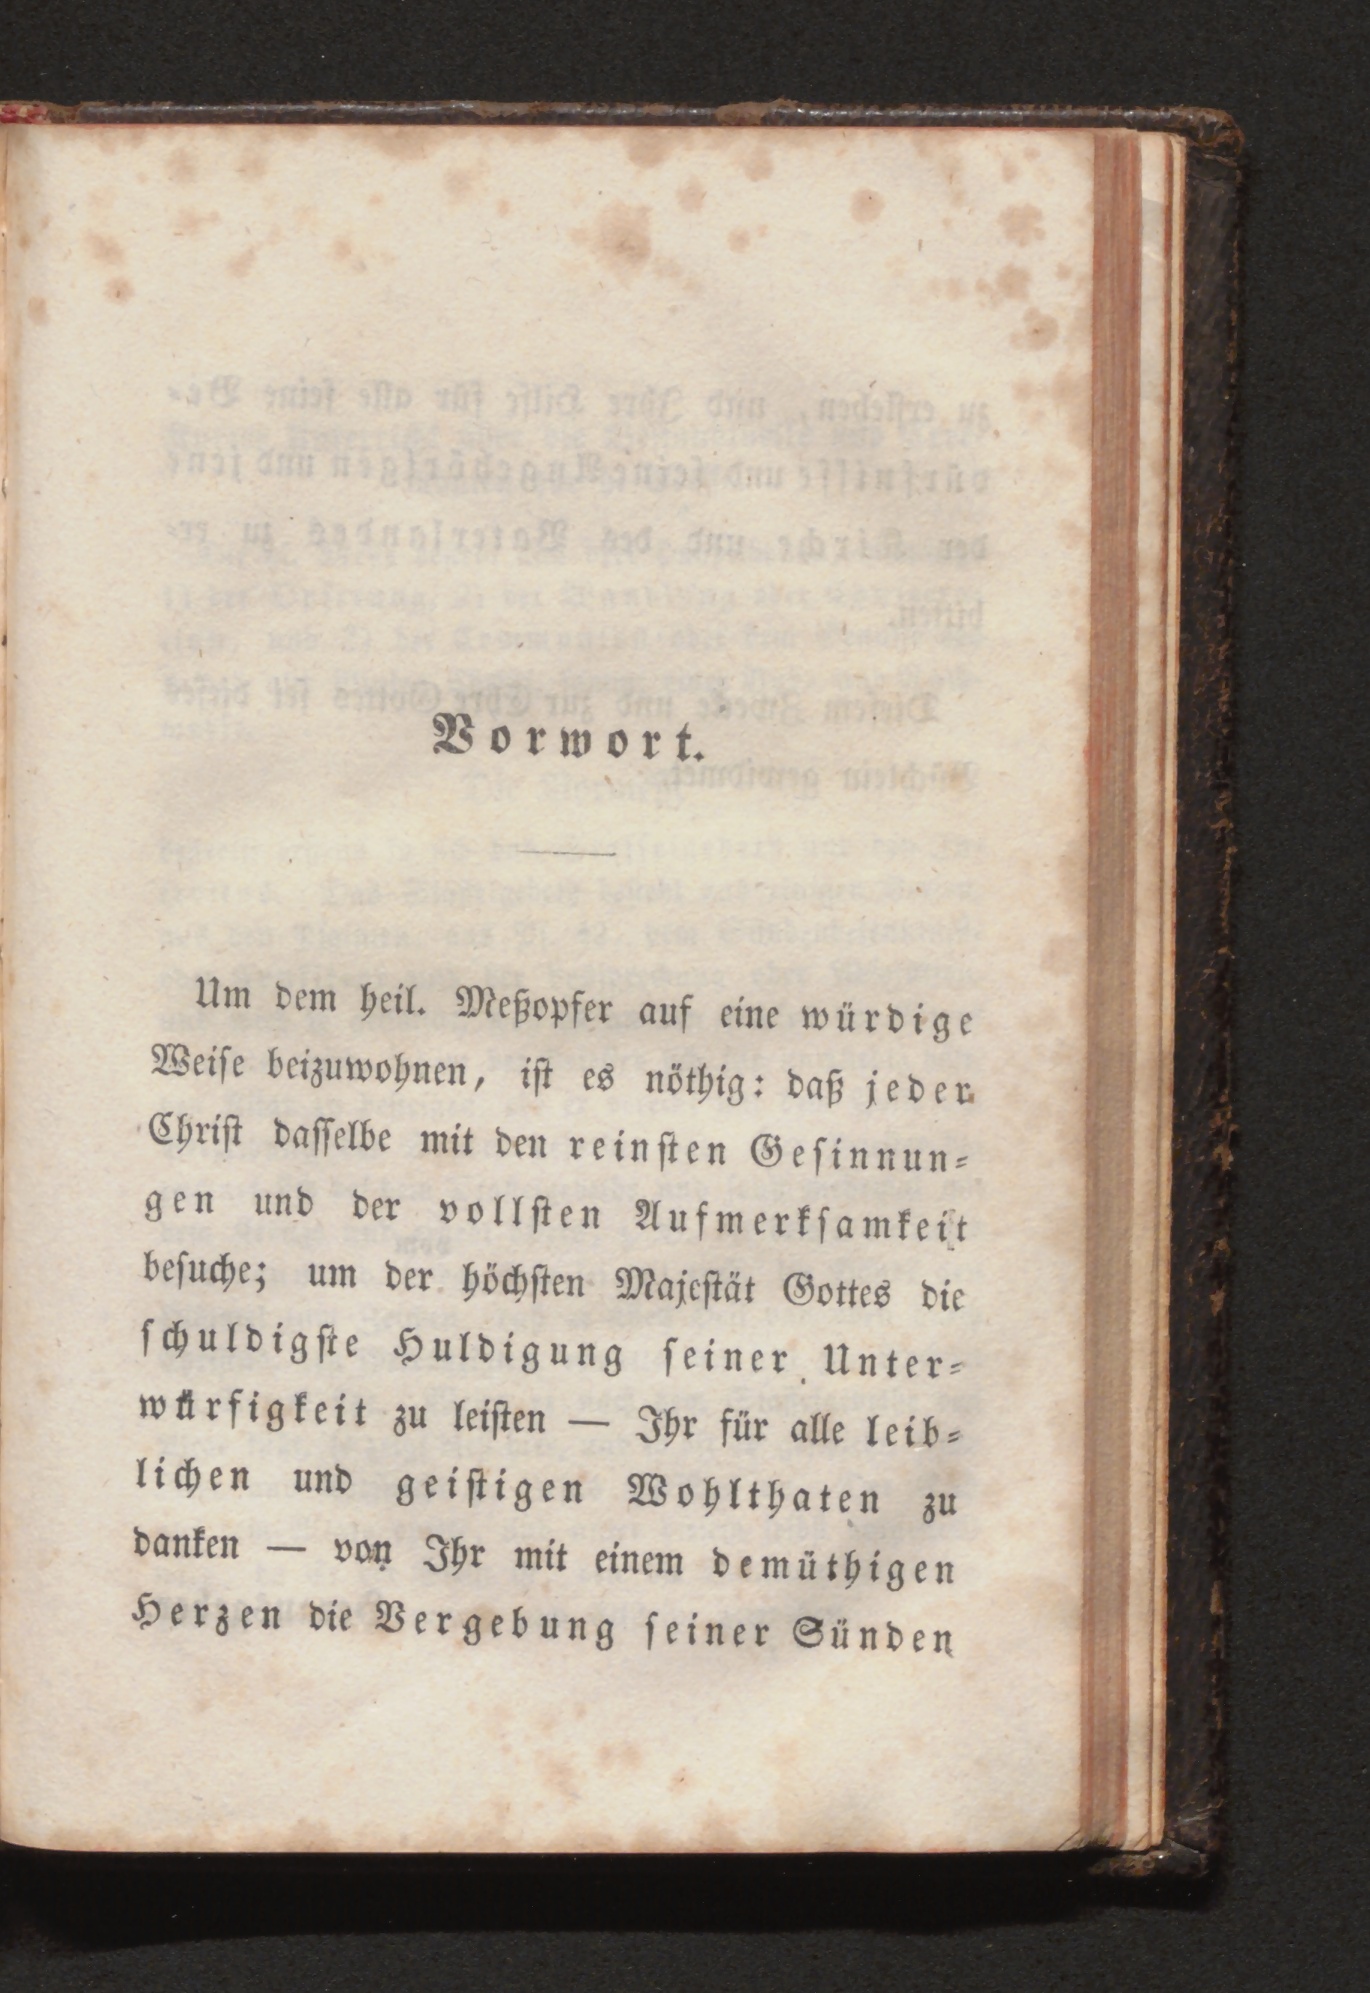 Vorwort.
Um dem heil. Meßopfer auf eine würdige
Weise beizuwohnen, ist es nöthig: daß jeder
Christ dasselbe mit den reinsten Gesinnun-
gen und der vollsten Aufmerksamkeit
besuche; um der höchsten Majestät Gottes die
schuldigste Huldigung seiner Unter-
würfigkeit zu leisten — Ihr für alle leib-
lichen und geistigen Wohlthaten zu
danken — von Ihr mit einem demüthigen
Herzen die Vergebung seiner Sünden